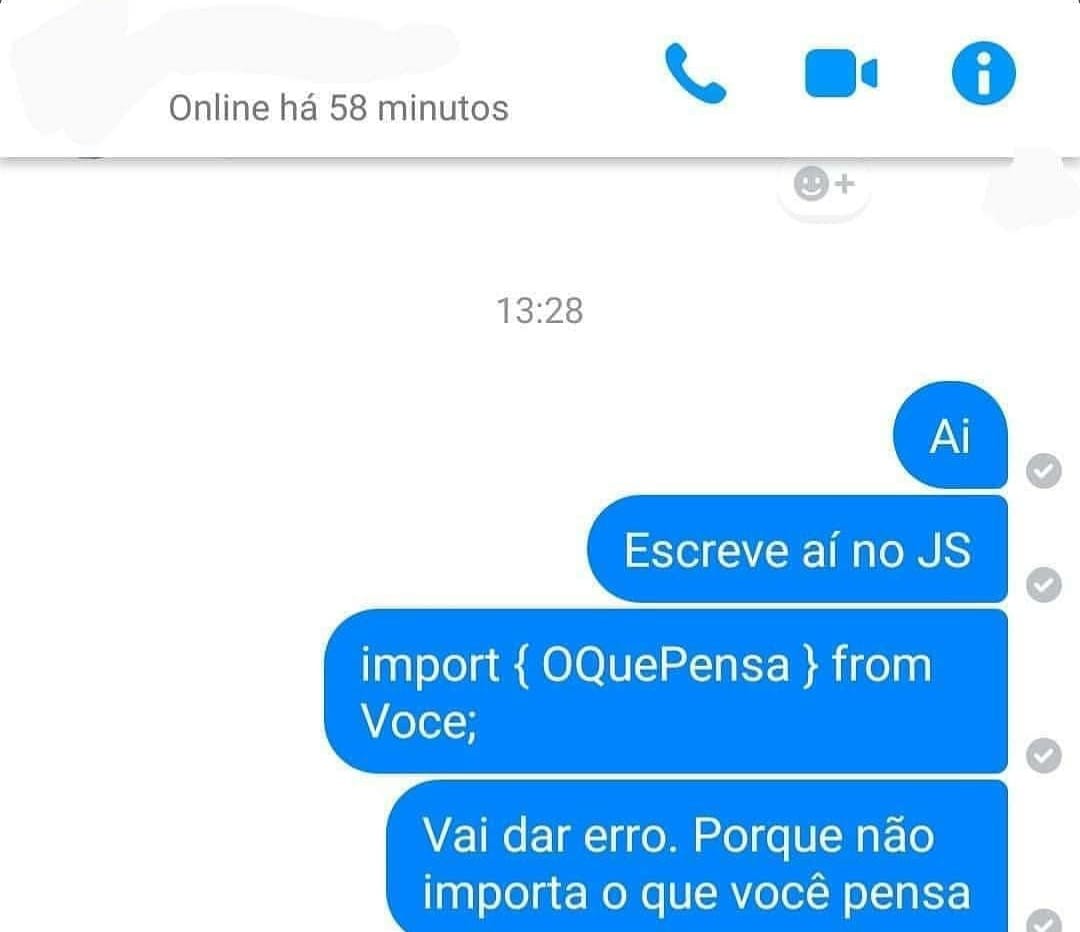 Online há 58 minutos
13:28
Ai
Escreve aí no JS
import { OQuePensa } from
Voce;
Vai dar erro. Porque não
importa o que você pensa